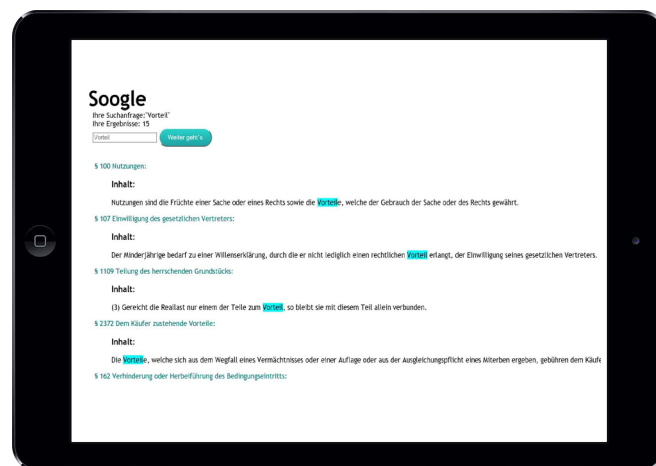 Soogle
Ihre Suchanfrage:"Vorteil"
Ihre Ergebnisse: 15
Vorteil
Weiter geht´s
§ 100 Nutzungen:
Inhalt:
Nutzungen sind die Früchte einer Sache oder eines Rechts sowie die Vorteile, welche der Gebrauch der Sache oder des Rechts gewährt.
§ 107 Einwilligung des gesetzlichen Vertreters:
Inhalt:
Der Minderjährige bedarf zu einer Willenserklärung, durch die er nicht lediglich einen rechtlichen Vorteil erlangt, der Einwilligung seines gesetzlichen Vertreters.
§ 1109 Teilung des herrschenden Grundstücks:
Inhalt:
(3) Gereicht die Reallast nur einem der Teile zum Vorteil, so bleibt sie mit diesem Teil allein verbunden.
§ 2372 Dem Käufer zustehende Vorteile:
Inhalt:
Die Vorteile, welche sich aus dem Wegfall eines Vermächtnisses oder einer Auflage oder aus der Ausgleichungspflicht eines Miterben ergeben, gebühren dem Käufe
§ 162 Verhinderung oder Herbeiführung des Bedingungseintritts: